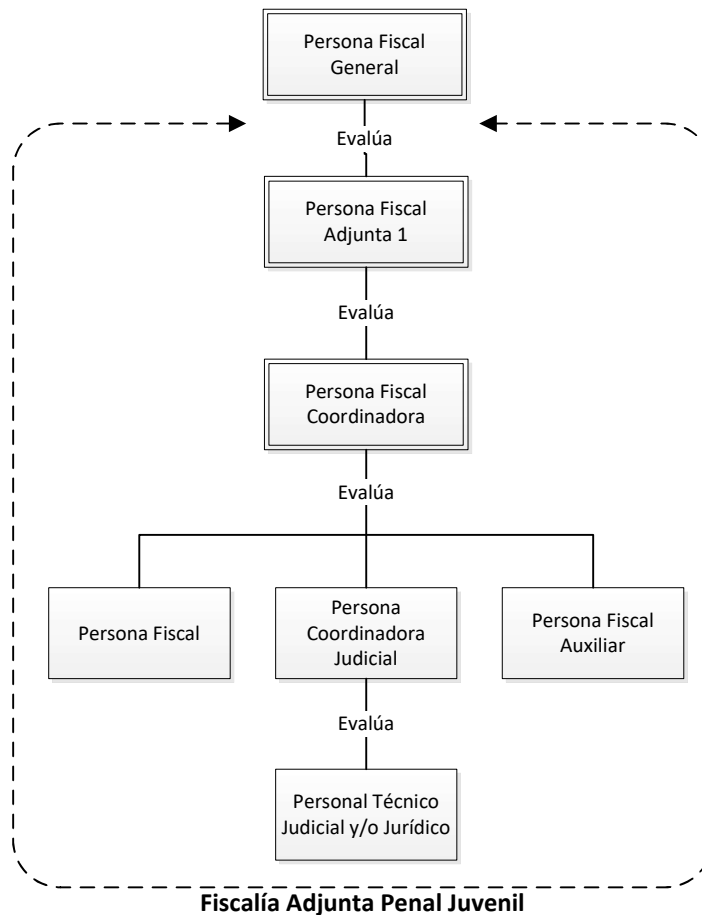 Persona Fiscal
General
Evalúa
Persona Fiscal
Adjunta 1
Evalúa
Persona Fiscal
Coordinadora
Evalúa
Persona Fiscal
Persona
Coordinadora
Judicial
Persona Fiscal
Auxiliar
Evalúa
Personal Técnico
Judicial y/o Jurídico
Fiscalía Adjunta Penal Juvenil